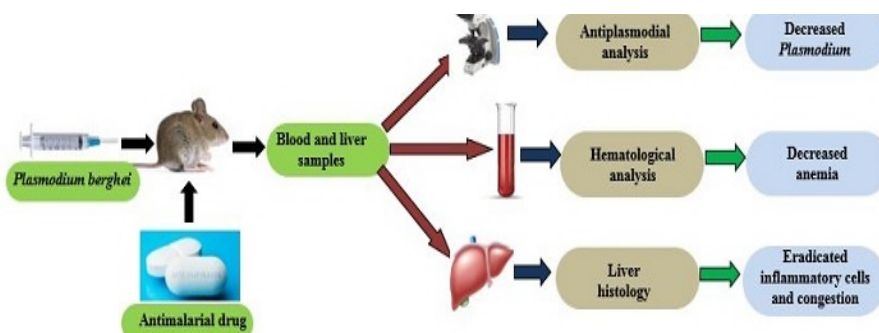 Plasmodium berghei
Antimalarial drug
Blood and liver
samples
Antiplasmodial
analysis
Decreased
Plasmodium
Hematological
analysis
Decreased
anemia
Liver
histology
Eradicated
inflammatory cells
and congestion